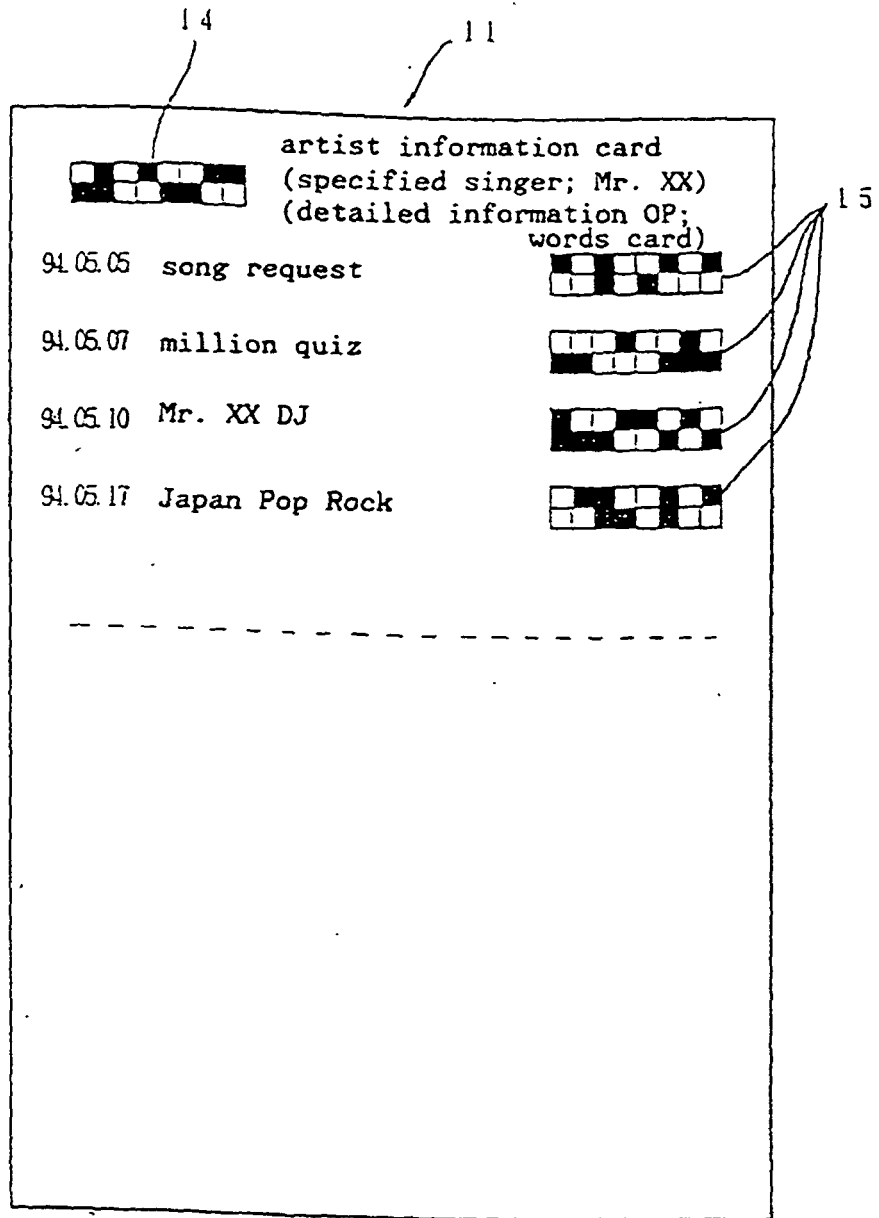 14
11
artist information card
(specified singer; Mr. XX)
(detailed information OP;
words card)
15
94.05.05 song request
94.05.07 million quiz
94.05.10 Mr. XX DJ
94.05.17 Japan Pop Rock